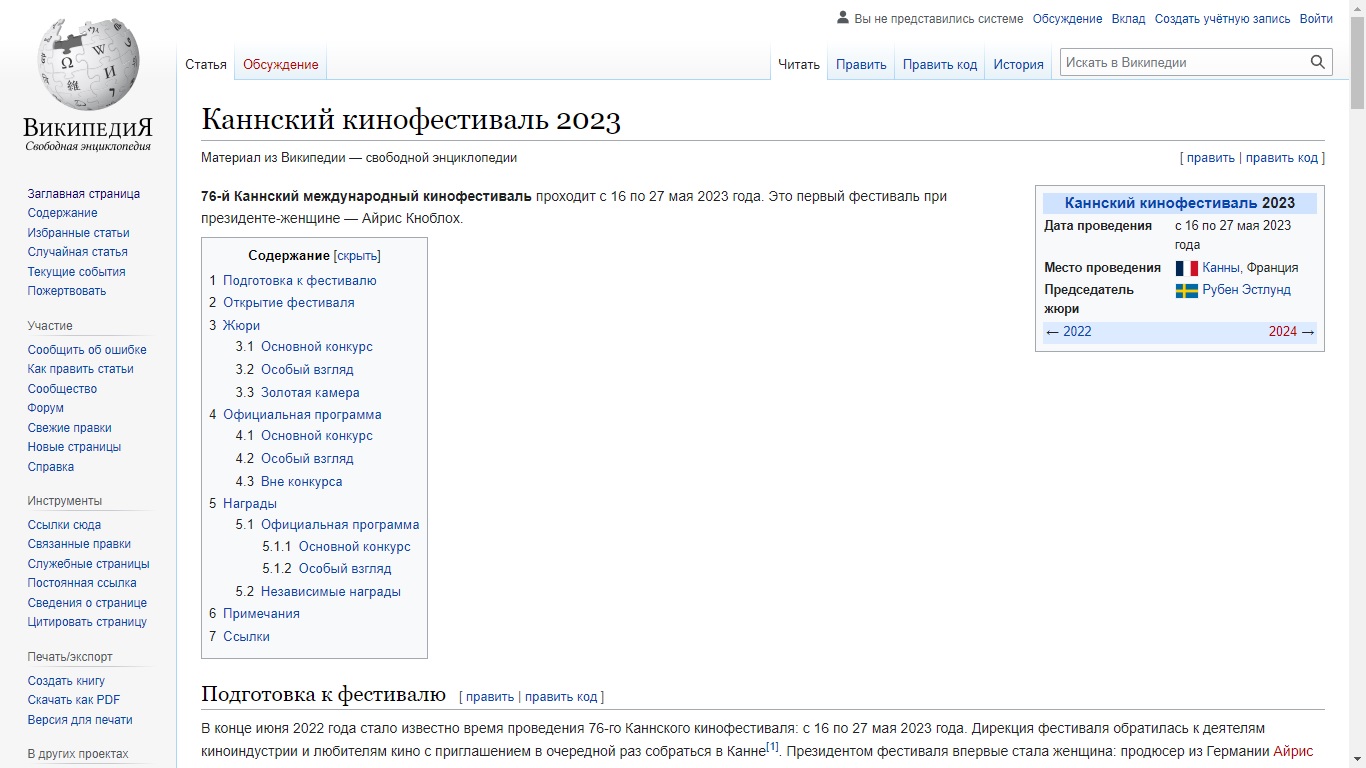 Вы не представились системе Обсуждение Вклад Создать учётную запись Войти
Статья Обсуждение Читать Править Править код История Искать в Википедии
ВИКИПЕДИЯ
Свободная энциклопедия
Заглавная страница
Содержание
Избранные статьи
Случайная статья
Текущие события
Пожертвовать
Участие
Сообщить об ошибке
Как править статьи
Сообщество
Форум
Свежие правки
Новые страницы
Справка
Инструменты
Ссылки сюда
Связанные правки
Служебные страницы
Постоянная ссылка
Сведения о странице
Цитировать страницу
Печать/экспорт
Создать книгу
Скачать как PDF
Версия для печати
В других проектах
Каннский кинофестиваль 2023
Материал из Википедии — свободной энциклопедии [ править | править код ]
76-й Каннский международный кинофестиваль проходит с 16 по 27 мая 2023 года. Это первый фестиваль при
президенте-женщине — Айрис Кноблох.
Каннский кинофестиваль 2023
Дата проведения с 16 по 27 мая 2023
года
Место проведения Канны, Франция
Председатель Рубен Эстлунд
жюри
← 2022 2024 →
Содержание [скрыть]
1 Подготовка к фестивалю
2 Открытие фестиваля
3 Жюри
3.1 Основной конкурс
3.2 Особый взгляд
3.3 Золотая камера
4 Официальная программа
4.1 Основной конкурс
4.2 Особый взгляд
4.3 Вне конкурса
5 Награды
5.1 Официальная программа
5.1.1 Основной конкурс
5.1.2 Особый взгляд
5.2 Независимые награды
6 Примечания
7 Ссылки
Подготовка к фестивалю [ править | править код ]
В конце июня 2022 года стало известно время проведения 76-го Каннского кинофестиваля: с 16 по 27 мая 2023 года. Дирекция фестиваля обратилась к деятелям
киноиндустрии и любителям кино с приглашением в очередной раз собраться в Канне[1]. Президентом фестиваля впервые стала женщина: продюсер из Германии Айрис